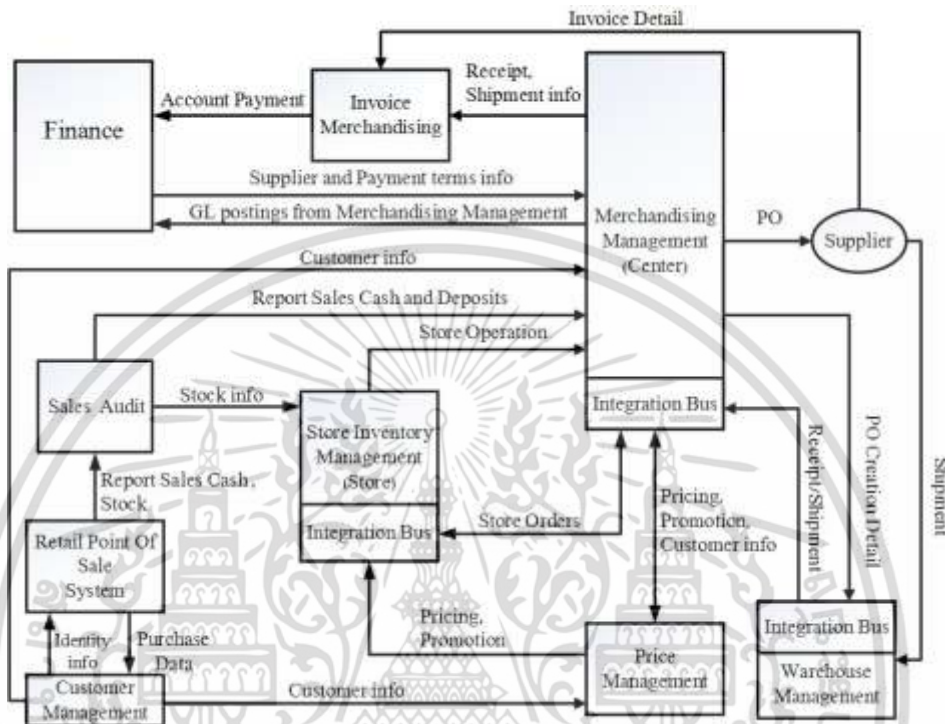 Invoice Detail
Finance
Account Payment
Invoice
Merchandising
Receipt,
Shipment info
Supplier and Payment terms info
GL postings from Merchandising Management
Merchandising
Management
(Center)
PO
Supplier
Customer info
Report Sales Cash and Deposits
Store Operation
Sales Audit
Stock info
Store Inventory
Management
(Store)
Integration Bus
Integration Bus
Report Sales Cash,
Stock
Store Orders
Pricing,
Promotion,
Customer info
Receipt/Shipment
PO Creation Detail
Shipment
Retail Point Of
Sale
System
Identity
info
Purchase
Data
Pricing,
Promotion
Customer
Management
Customer info
Price
Management
Integration Bus
Warehouse
Management